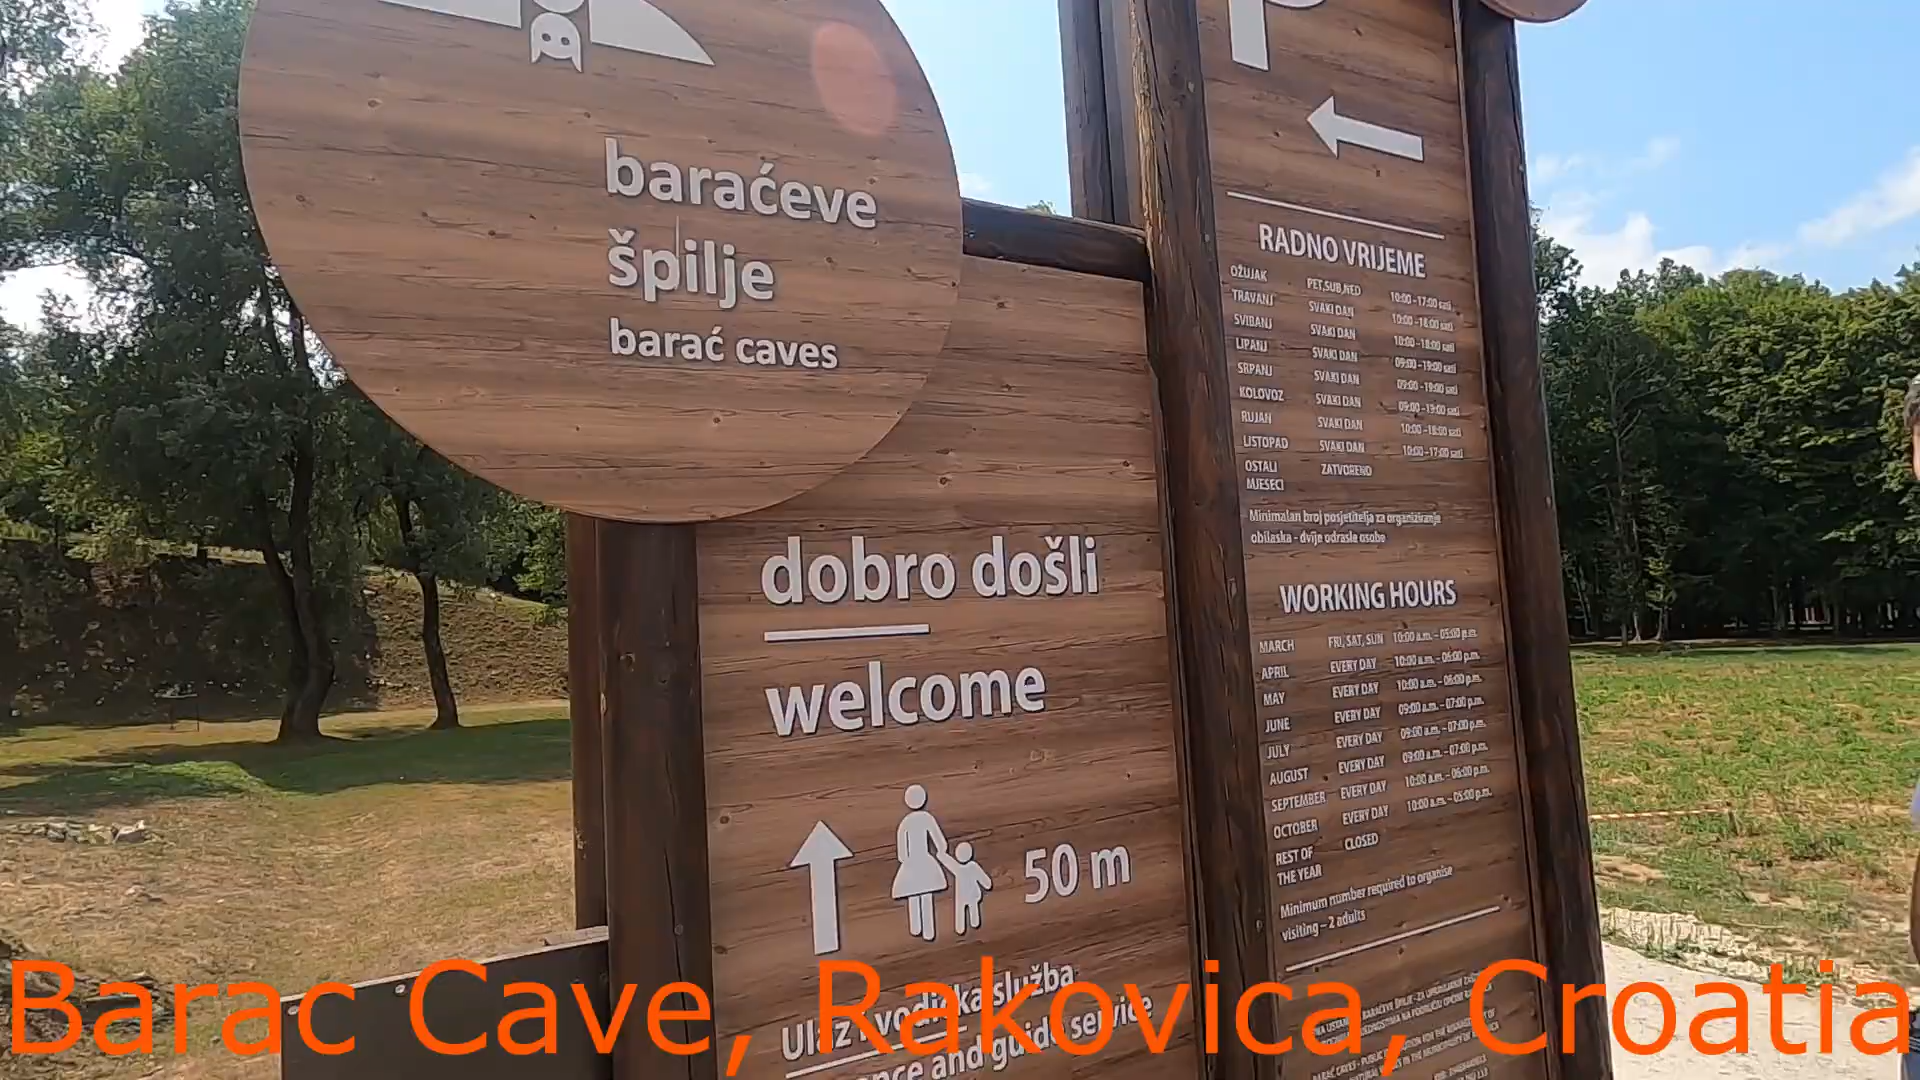 baraćeve
špilje
barać caves
dobro došli
welcome
50 m
Ulaz i vodička služba
and guide service
P
RADNO VRIJEME
OŽUJAK PET,SUB,NED 10:00 -17:00 sati
TRAVANJ SVAKI DAN 10:00 -18:00 sati
SVIBANJ SVAKI DAN 10:00 -18:00 sati
LIPANJ SVAKI DAN 09:00 -19:00 sati
SRPANJ SVAKI DAN 09:00 -19:00 sati
KOLOVOZ SVAKI DAN 09:00 -19:00 sati
RUJAN SVAKI DAN 10:00 -18:00 sati
LISTOPAD SVAKI DAN 10:00 -17:00 sati
OSTALI ZATVORENO
MJESECI
Minimalan broj posjetitelja za organiziranje
obilaska - dvije odrasle osobe
WORKING HOURS
MARCH FRI, SAT, SUN 10:00 a.m. – 05:00 p.m.
APRIL EVERY DAY 10:00 a.m. – 06:00 p.m.
MAY EVERY DAY 10:00 a.m. – 06:00 p.m.
JUNE EVERY DAY 09:00 a.m. – 07:00 p.m.
JULY EVERY DAY 09:00 a.m. – 07:00 p.m.
AUGUST EVERY DAY 09:00 a.m. – 07:00 p.m.
SEPTEMBER EVERY DAY 10:00 a.m. – 06:00 p.m.
OCTOBER EVERY DAY 10:00 a.m. – 05:00 p.m.
REST OF CLOSED
THE YEAR
Minimum number required to organise
visiting – 2 adults
Barac Cave, Rakovica, Croatia